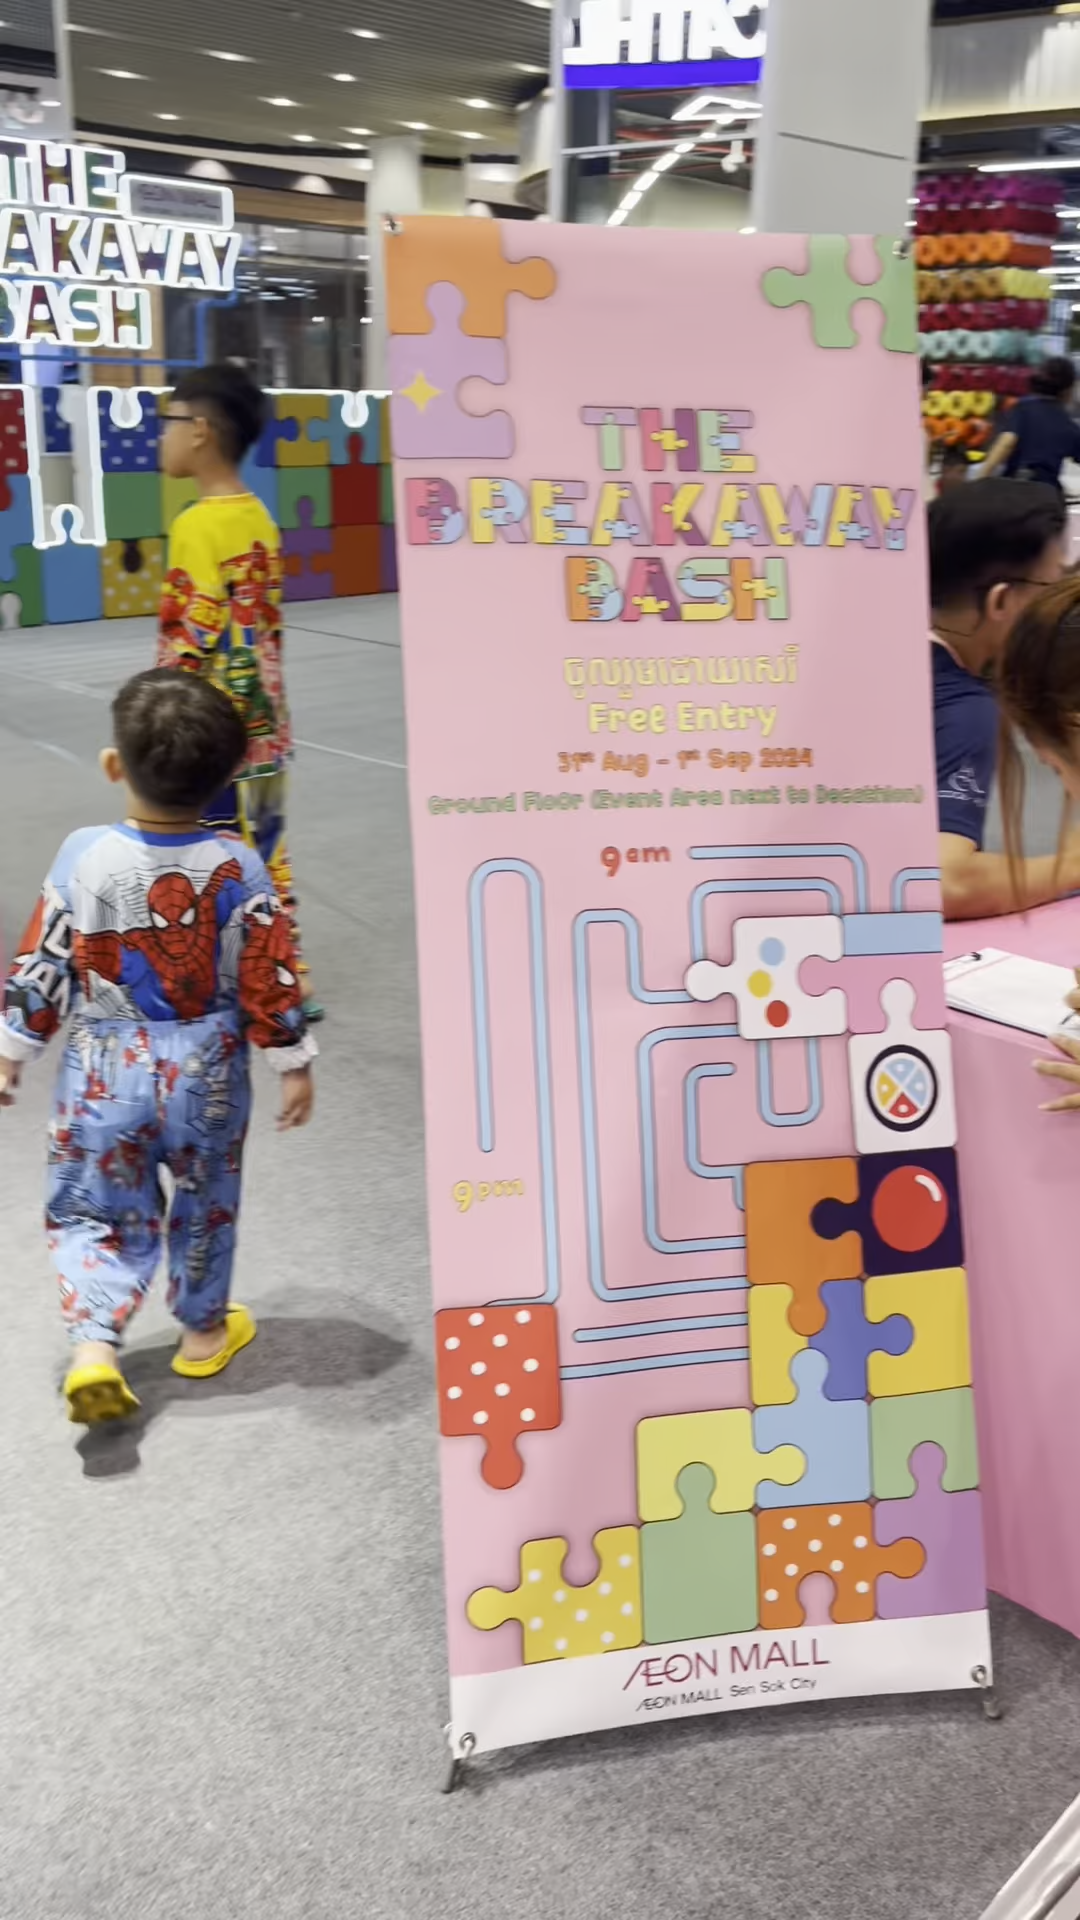 THE
AKAWAY
BASH
THE
BREAKAWAY
BASH
ចូលរួមដោយសេរី
Free Entry
31st Aug - 1st Sep 2024
Ground Floor (Event Area next to Decathlon)
9am
9pm
ÆON MALL
ÆON MALL Sen Sok City